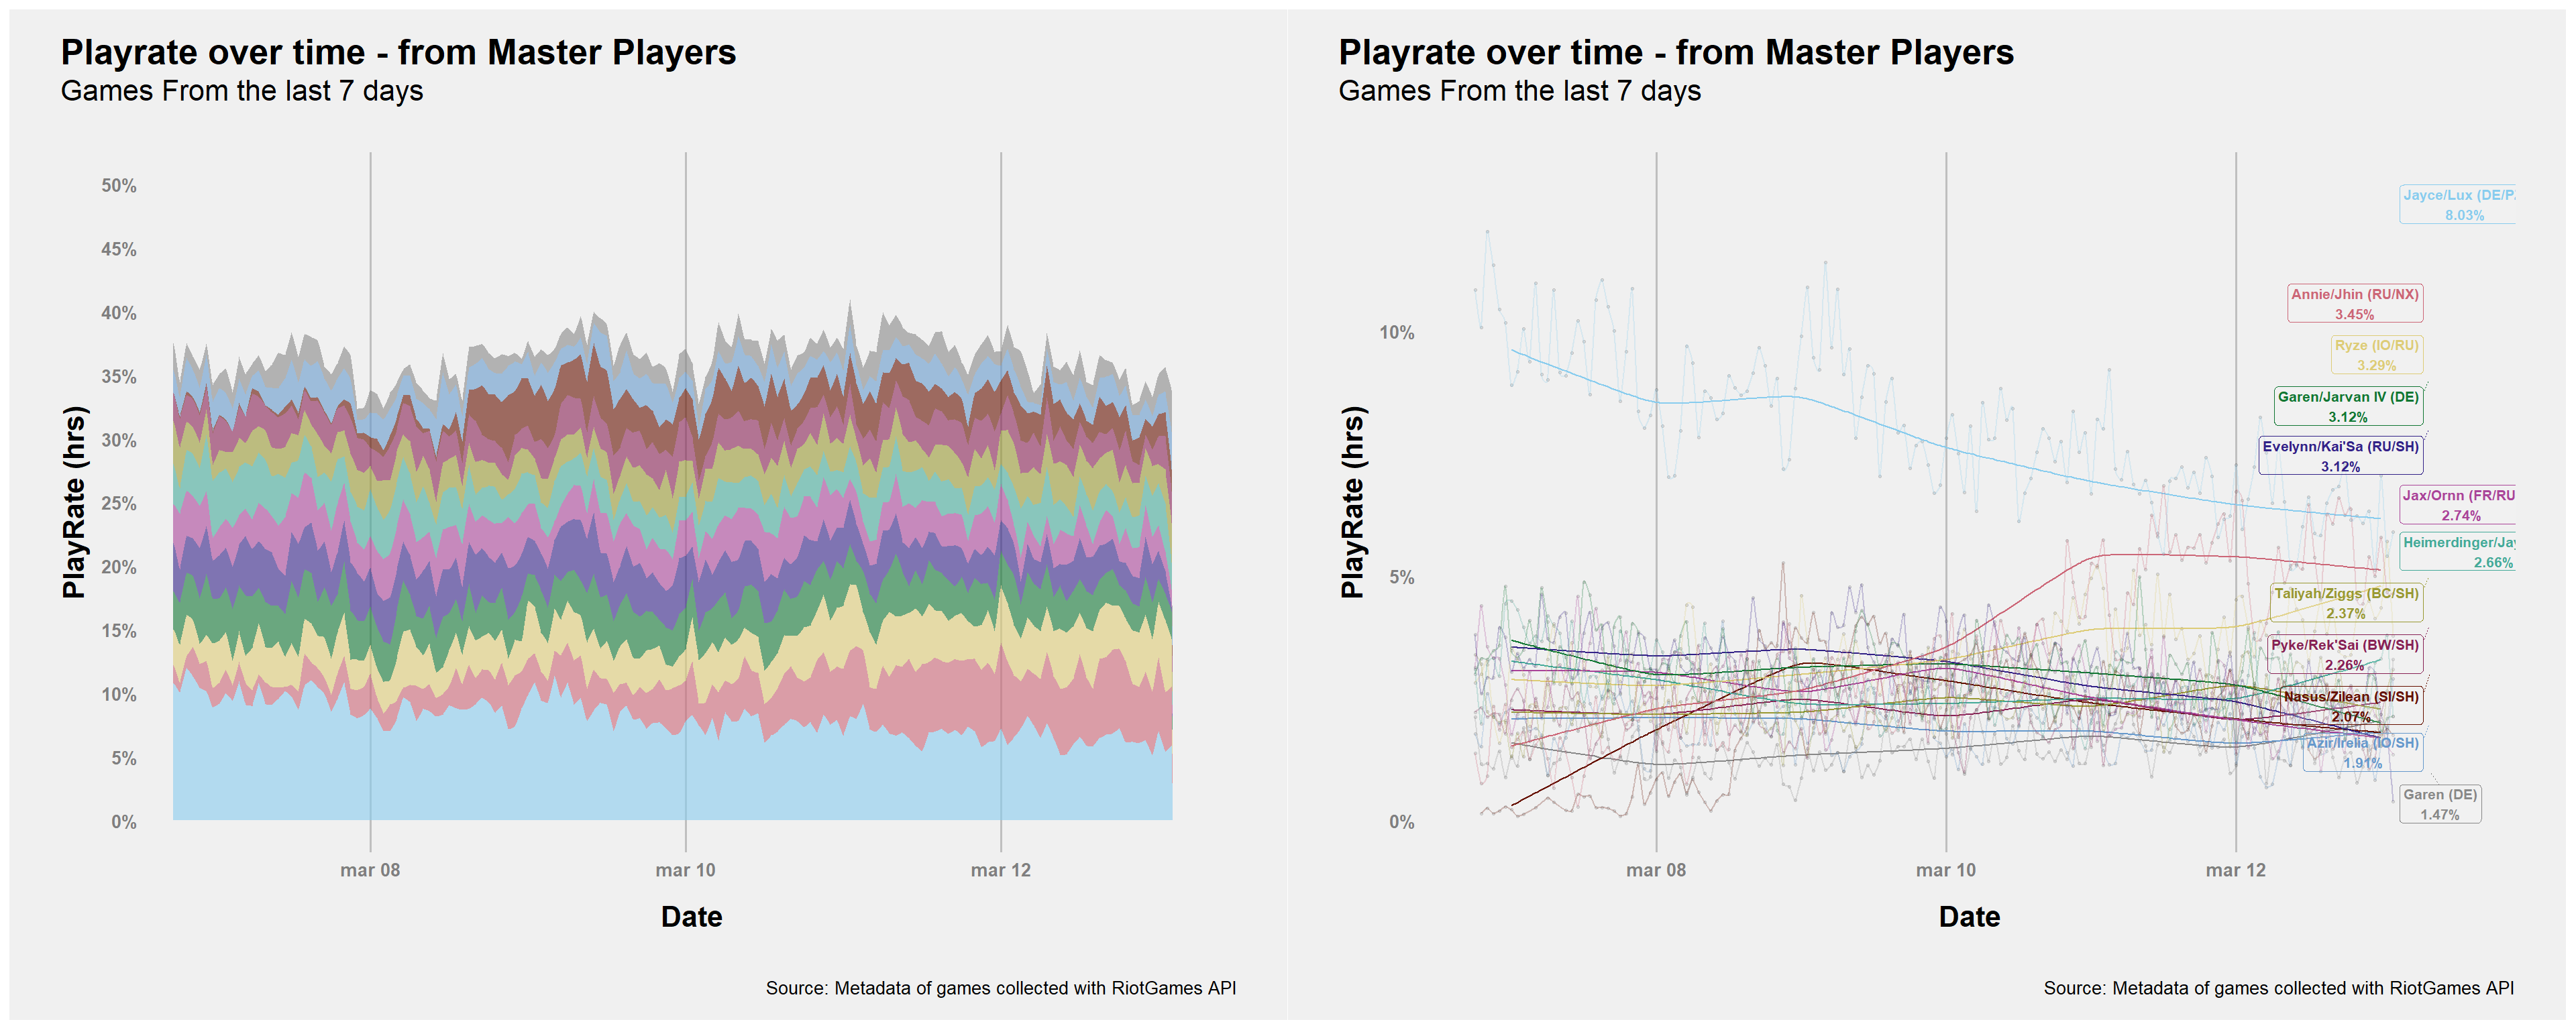 Playrate over time - from Master Players
Games From the last 7 days
PlayRate (hrs)
50%
45%
40%
35%
30%
25%
20%
15%
10%
5%
0%
mar 08
mar 10
mar 12
Date
Source: Metadata of games collected with RiotGames API
Playrate over time - from Master Players
Games From the last 7 days
PlayRate (hrs)
10%
5%
0%
mar 08
mar 10
mar 12
Date
Jayce/Lux (DE/P
8.03%
Annie/Jhin (RU/NX)
3.45%
Ryze (IO/RU)
3.29%
Garen/Jarvan IV (DE)
3.12%
Evelynn/Kai'Sa (RU/SH)
3.12%
Jax/Ornn (FR/RU
2.74%
Heimerdinger/Jay
2.66%
Taliyah/Ziggs (BC/SH)
2.37%
Pyke/Rek'Sai (BW/SH)
2.26%
Nasus/Zilean (SI/SH)
2.07%
Azir/Irelia (IO/SH)
1.91%
Garen (DE)
1.47%
Source: Metadata of games collected with RiotGames API